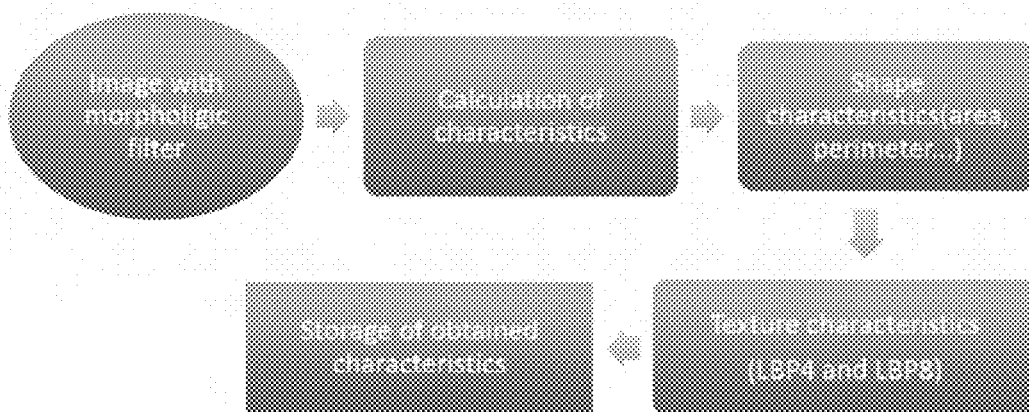 Image with
morphologic
filter
Calculation of
characteristics
Shape
characteristics(area,
perimeter...)
Texture characteristics
(LBP4 and LBP8)
Storage of obtained
characteristics